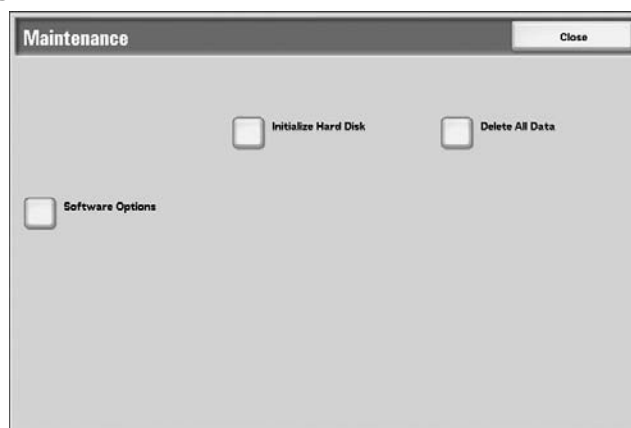 Maintenance
Close
Initialize Hard Disk
Delete All Data
Software Options